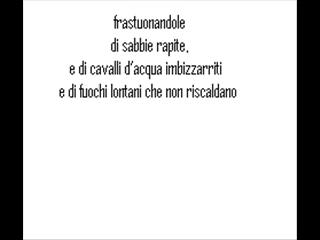 frastuonandole
di sabbie rapite,
e di cavalli d'acqua imbizzarriti
e di fuochi lontani che non riscaldano